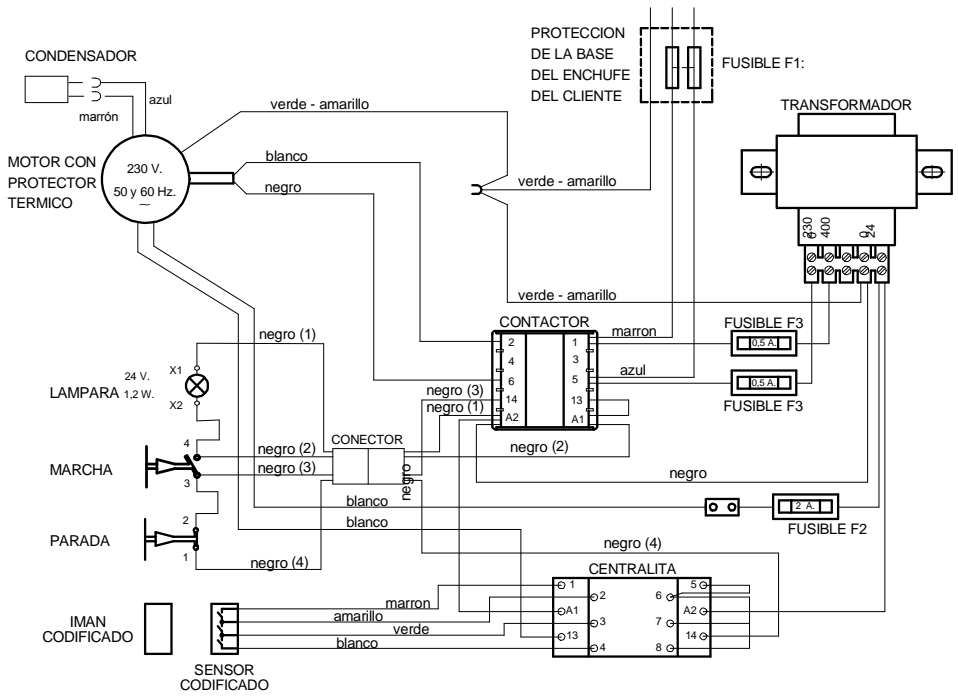 CONDENSADOR
azul
marrón
MOTOR CON
PROTECTOR
TERMICO
230 V.
50 y 60 Hz.
~
verde - amarillo
blanco
negro
PROTECCION
DE LA BASE
DEL ENCHUFE
DEL CLIENTE
FUSIBLE F1:
verde - amarillo
TRANSFORMADOR
230
0
400
0
24
verde - amarillo
negro (1)
CONTACTOR
2
4
6
14
A2
1
3
5
13
A1
marron
azul
FUSIBLE F3
0,5 A.
0,5 A.
FUSIBLE F3
LAMPARA
24 V.
1,2 W.
X1
X2
negro (3)
negro (1)
CONECTOR
negro (2)
negro (3)
negro
negro (2)
negro
MARCHA
4
3
blanco
blanco
2 A.
FUSIBLE F2
PARADA
2
1
negro (4)
negro (4)
CENTRALITA
1
A1
13
2
3
4
5
6
7
8
A2
14
IMAN
CODIFICADO
marron
amarillo
verde
blanco
SENSOR
CODIFICADO